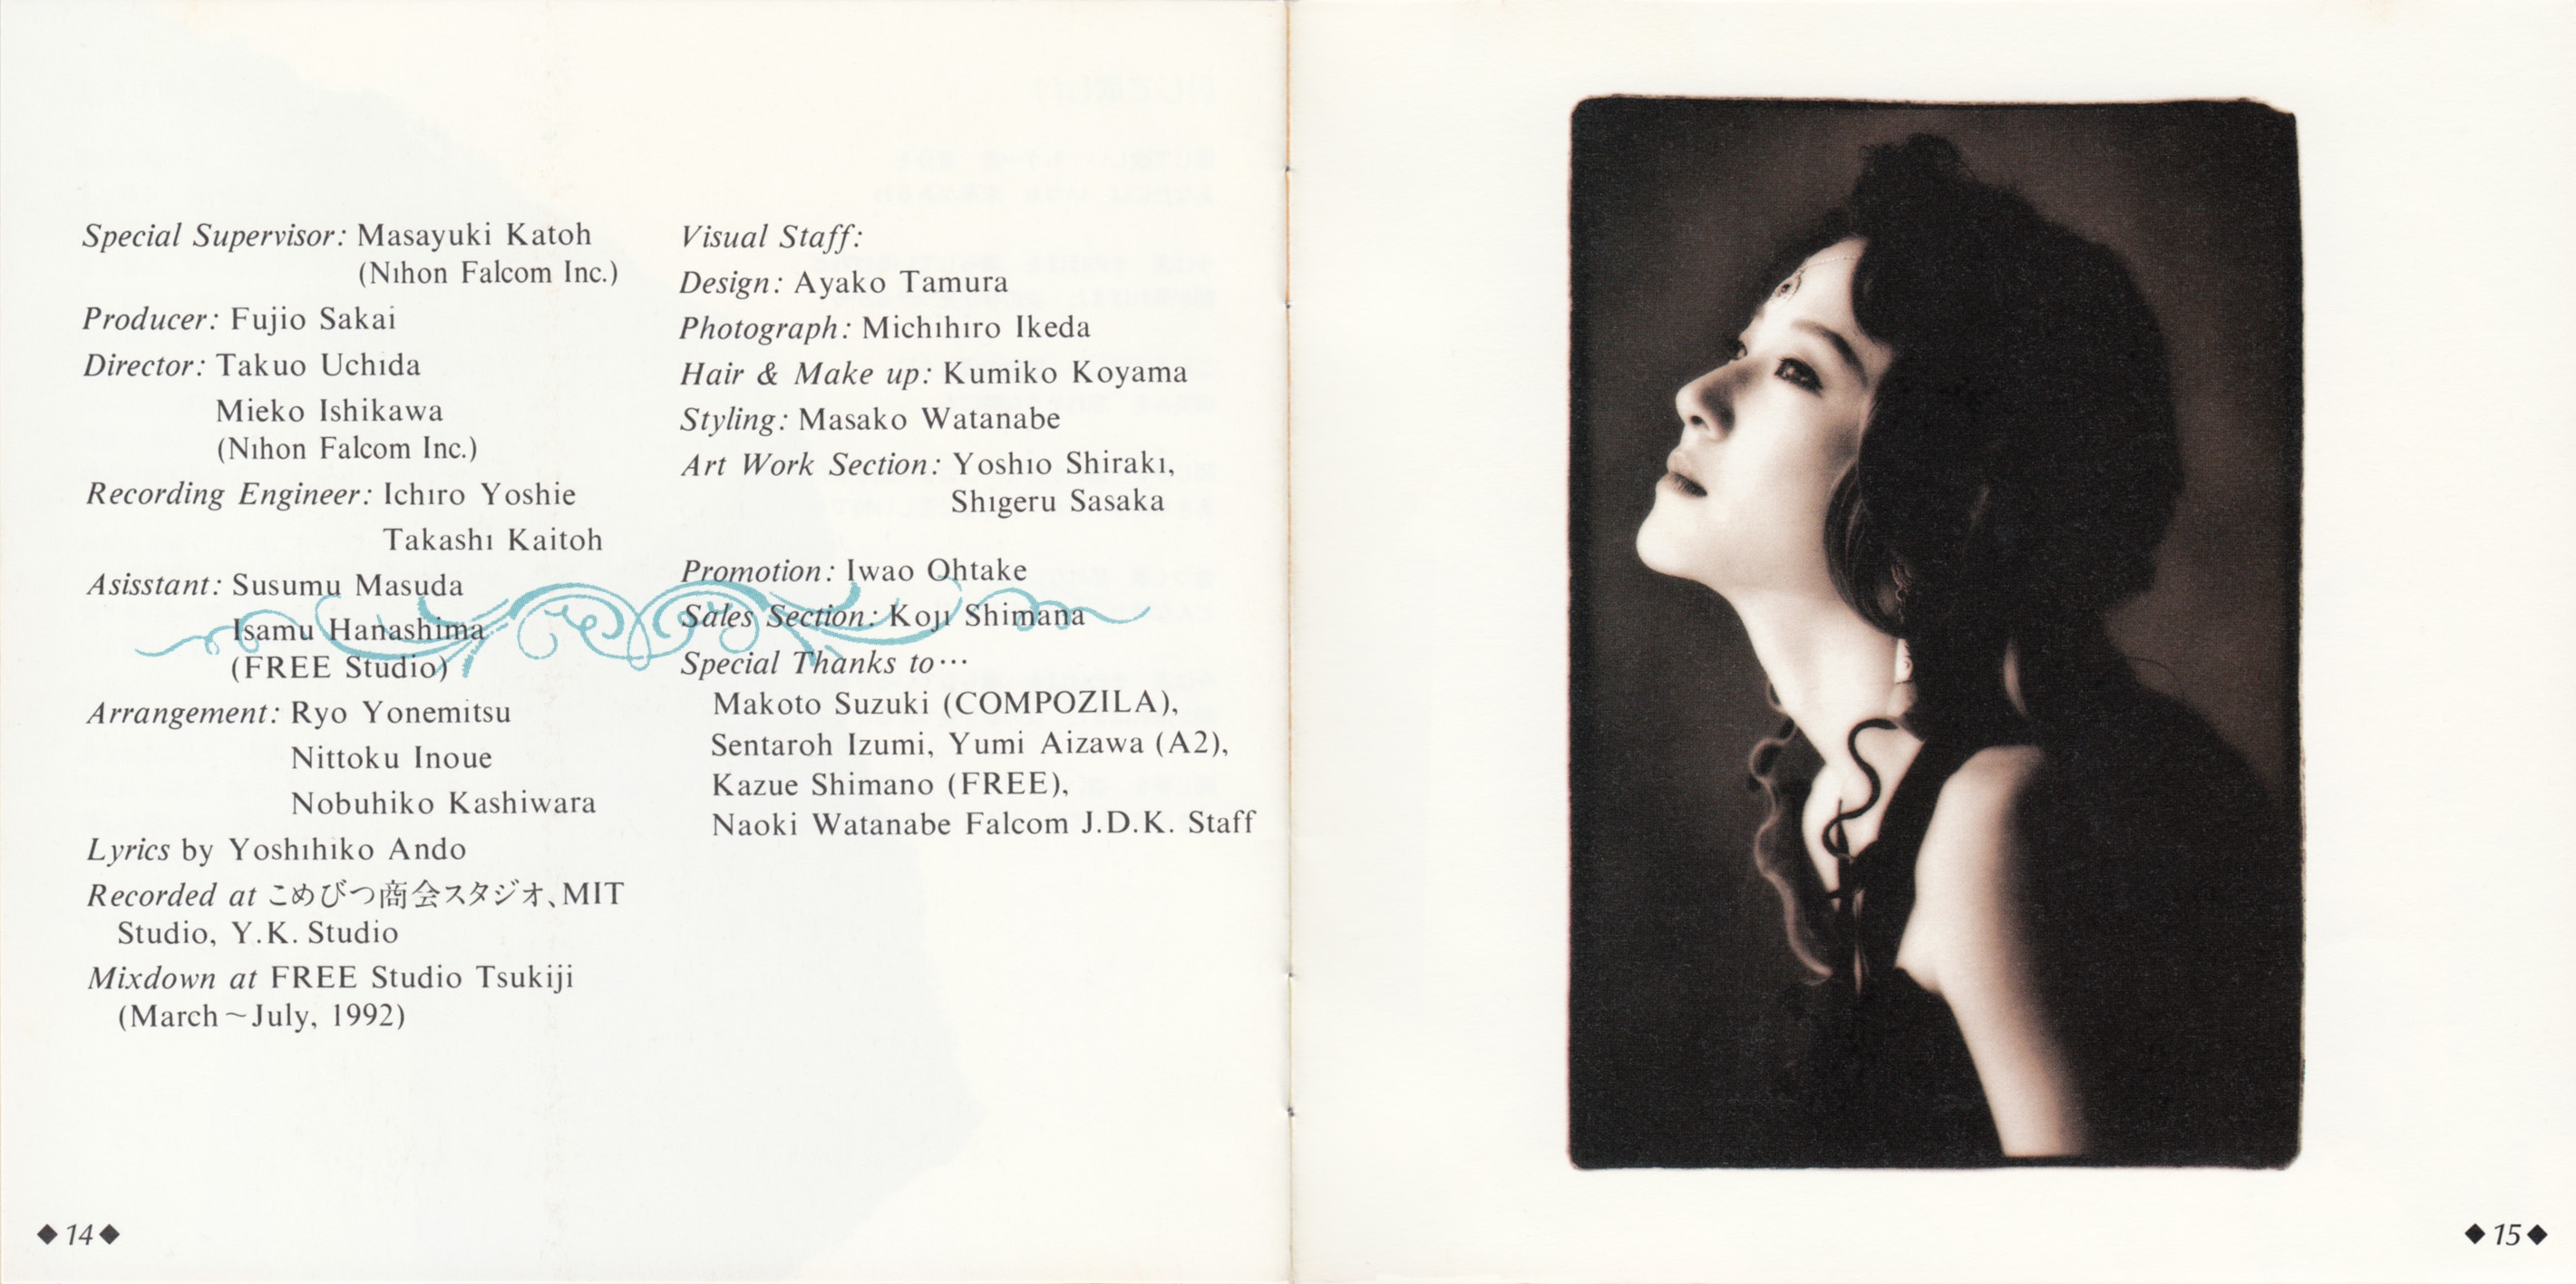 Special Supervisor: Masayuki Katoh
(Nihon Falcom Inc.)
Producer: Fujio Sakai
Director: Takuo Uchida
Mieko Ishikawa
(Nihon Falcom Inc.)
Recording Engineer: Ichiro Yoshie
Takashi Kaitoh
Asisstant: Susumu Masuda
Isamu Hanashima
(FREE Studio)
Arrangement: Ryo Yonemitsu
Nittoku Inoue
Nobuhiko Kashiwara
Lyrics by Yoshihiko Ando
Recorded at こめびつ商会スタジオ、MIT
Studio, Y.K. Studio
Mixdown at FREE Studio Tsukiji
(March～July, 1992)
Visual Staff:
Design: Ayako Tamura
Photograph: Michihiro Ikeda
Hair & Make up: Kumiko Koyama
Styling: Masako Watanabe
Art Work Section: Yoshio Shiraki,
Shigeru Sasaka
Promotion: Iwao Ohtake
Sales Section: Koji Shimana
Special Thanks to…
Makoto Suzuki (COMPOZILA),
Sentaroh Izumi, Yumi Aizawa (A2),
Kazue Shimano (FREE),
Naoki Watanabe Falcom J.D.K. Staff
◆14◆
◆15◆